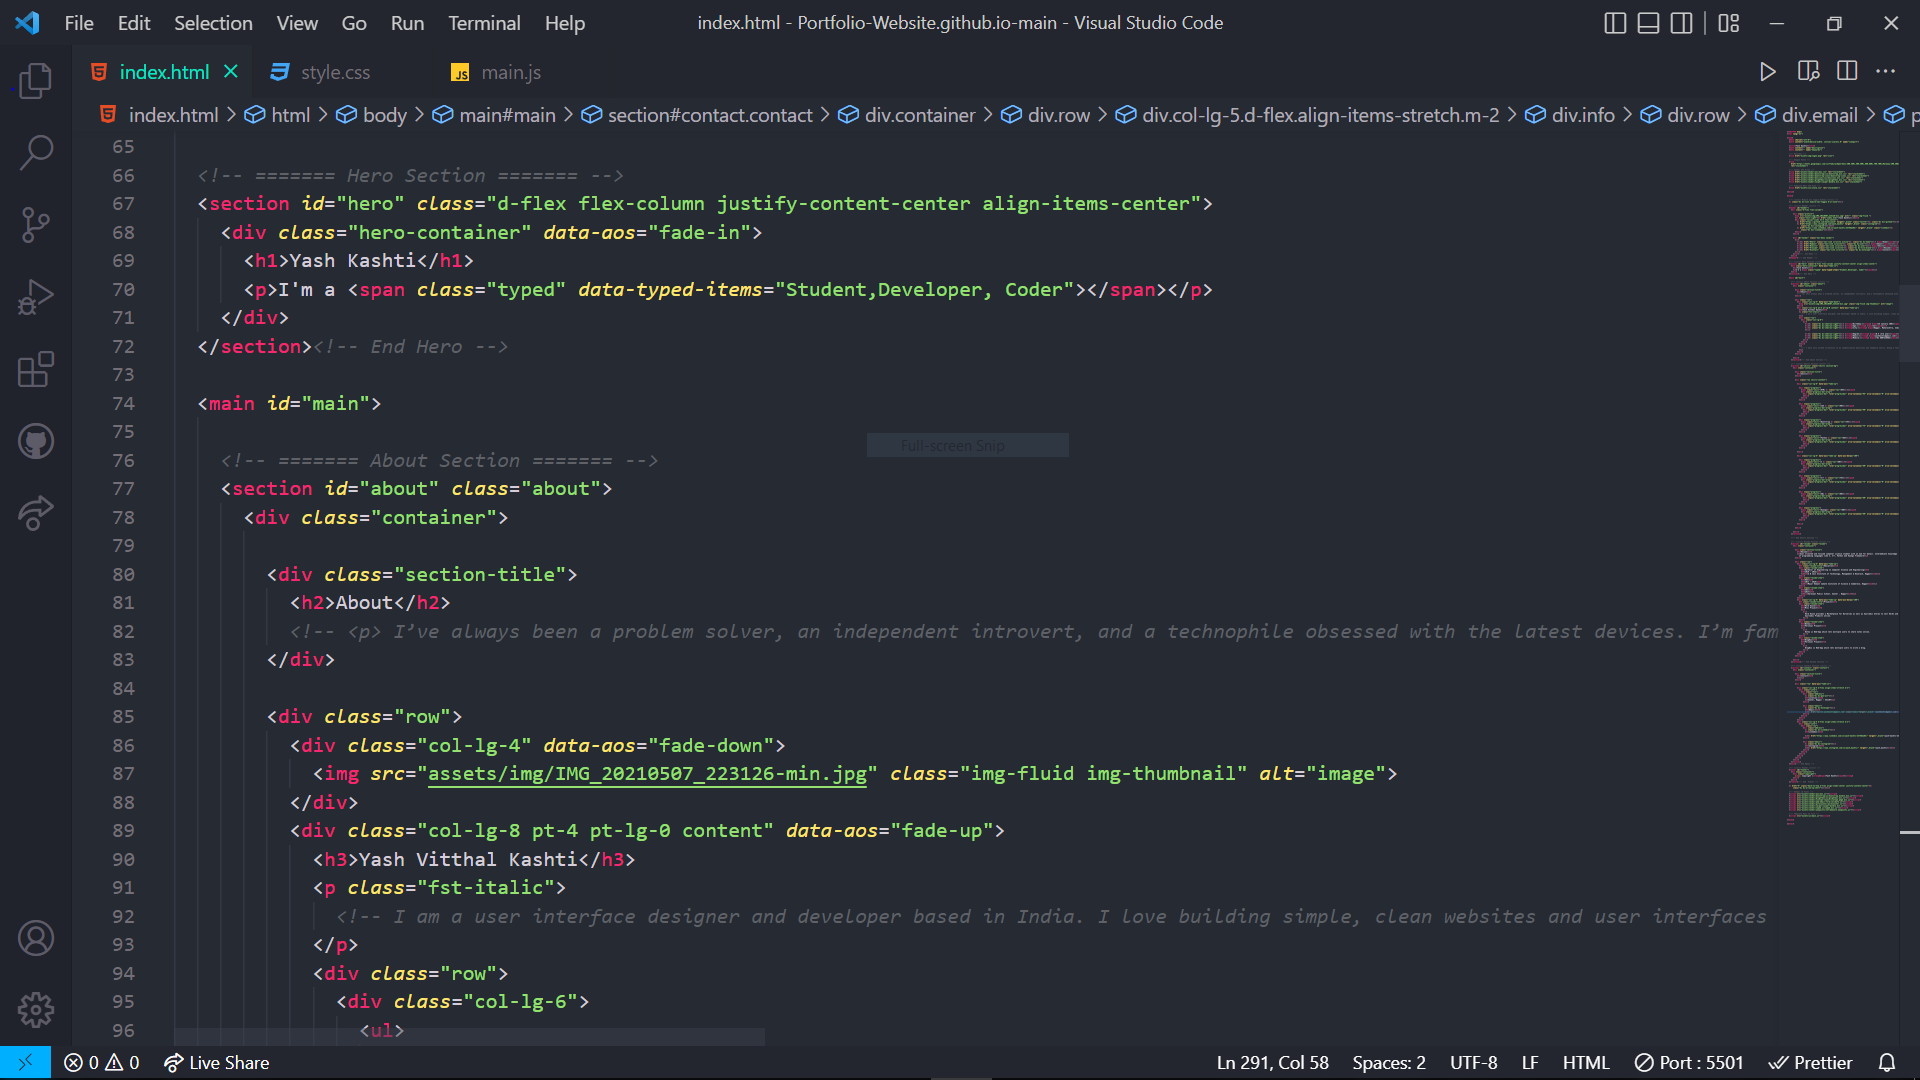 File Edit Selection View Go Run Terminal Help index.html - Portfolio-Website.github.io-main - Visual Studio Code
index.html style.css JS main.js
index.html > html > body > main#main > section#contact.contact > div.container > div.row > div.col-lg-5.d-flex.align-items-stretch.m-2 > div.info > div.row > div.email > p
65
66 <!-- ======= Hero Section ======= -->
67 <section id="hero" class="d-flex flex-column justify-content-center align-items-center">
68 <div class="hero-container" data-aos="fade-in">
69 <h1>Yash Kashti</h1>
70 <p>I'm a <span class="typed" data-typed-items="Student,Developer, Coder"></span></p>
71 </div>
72 </section><!-- End Hero -->
73
74 <main id="main">
75
Full-screen Snip
76 <!-- ======= About Section ======= -->
77 <section id="about" class="about">
78 <div class="container">
79
80 <div class="section-title">
81 <h2>About</h2>
82 <!-- <p> I’ve always been a problem solver, an independent introvert, and a technophile obsessed with the latest devices. I’m fam
83 </div>
84
85 <div class="row">
86 <div class="col-lg-4" data-aos="fade-down">
87 <img src="assets/img/IMG_20210507_223126-min.jpg" class="img-fluid img-thumbnail" alt="image">
88 </div>
89 <div class="col-lg-8 pt-4 pt-lg-0 content" data-aos="fade-up">
90 <h3>Yash Vitthal Kashti</h3>
91 <p class="fst-italic">
92 <!-- I am a user interface designer and developer based in India. I love building simple, clean websites and user interfaces
93 </p>
94 <div class="row">
95 <div class="col-lg-6">
96 <ul>
0 0 Live Share Ln 291, Col 58 Spaces: 2 UTF-8 LF HTML Port : 5501 Prettier